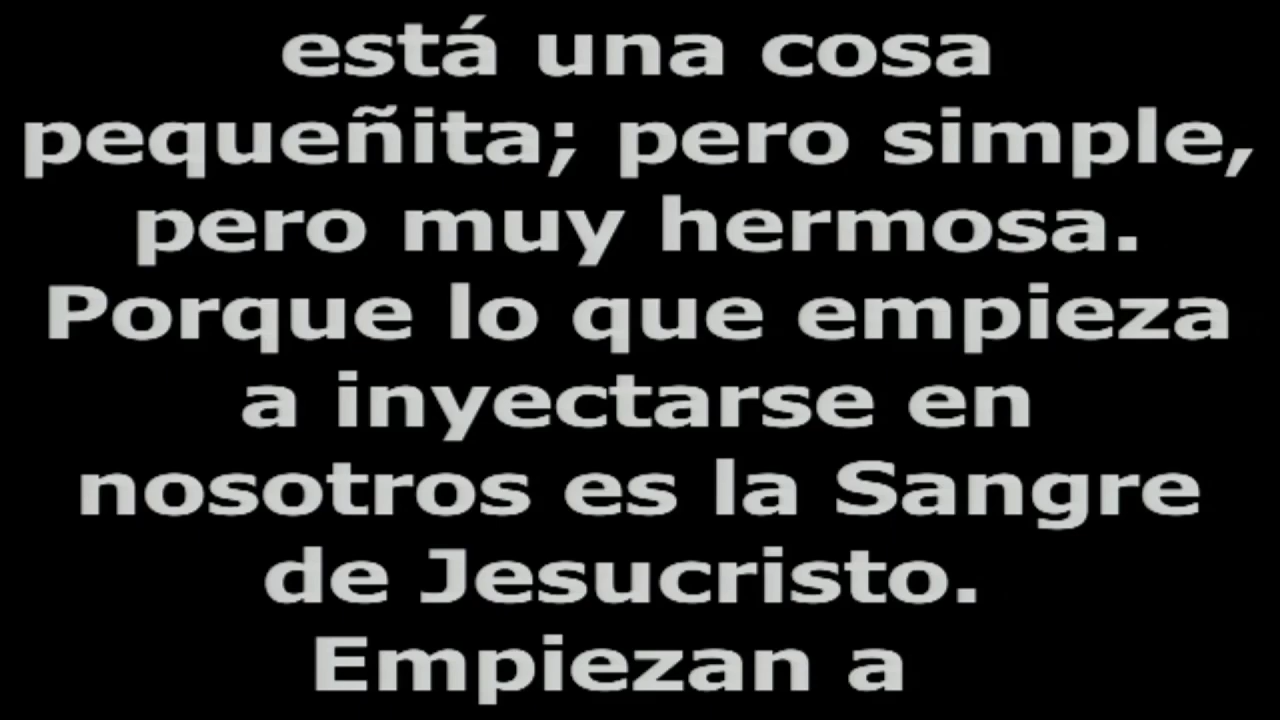 está una cosa
pequeñita; pero simple,
pero muy hermosa.
Porque lo que empieza
a inyectarse en
nosotros es la Sangre
de Jesucristo.
Empiezan a